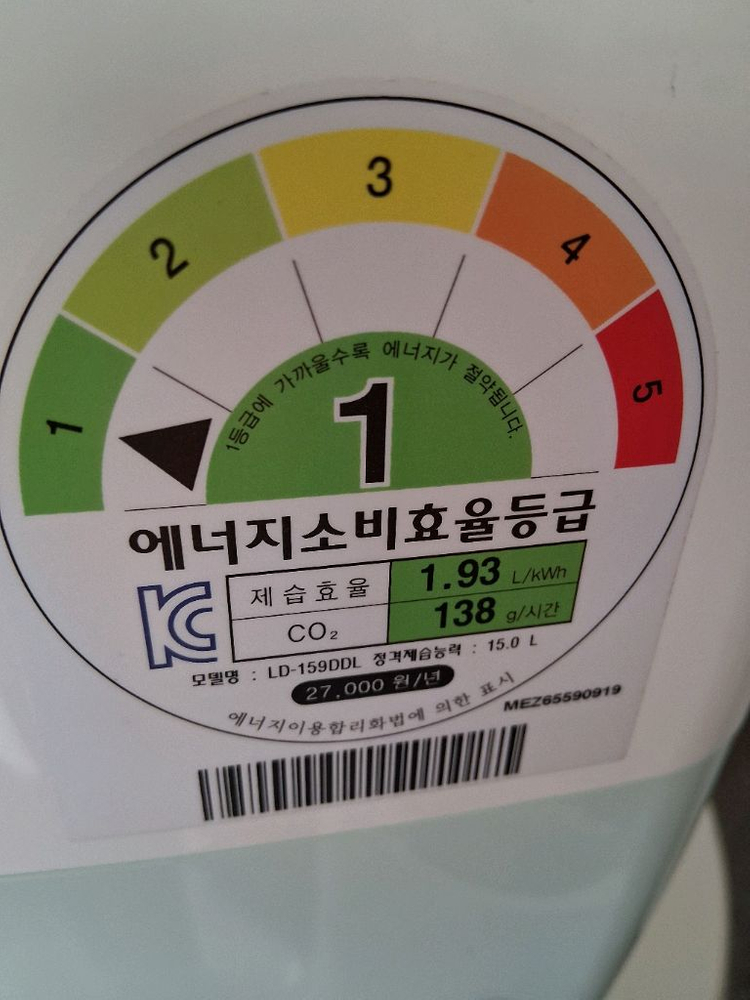 1
2
3
4
5
1등급에 가까울수록 에너지가 절약됩니다.
1
에너지소비효율등급
제습효율 1.93 L/kWh
CO₂ 138 g/시간
모델명 : LD-159DDL 정격제습능력 : 15.0 L
27,000 원/년
에너지이용합리화법에 의한 표시
MEZ65590919